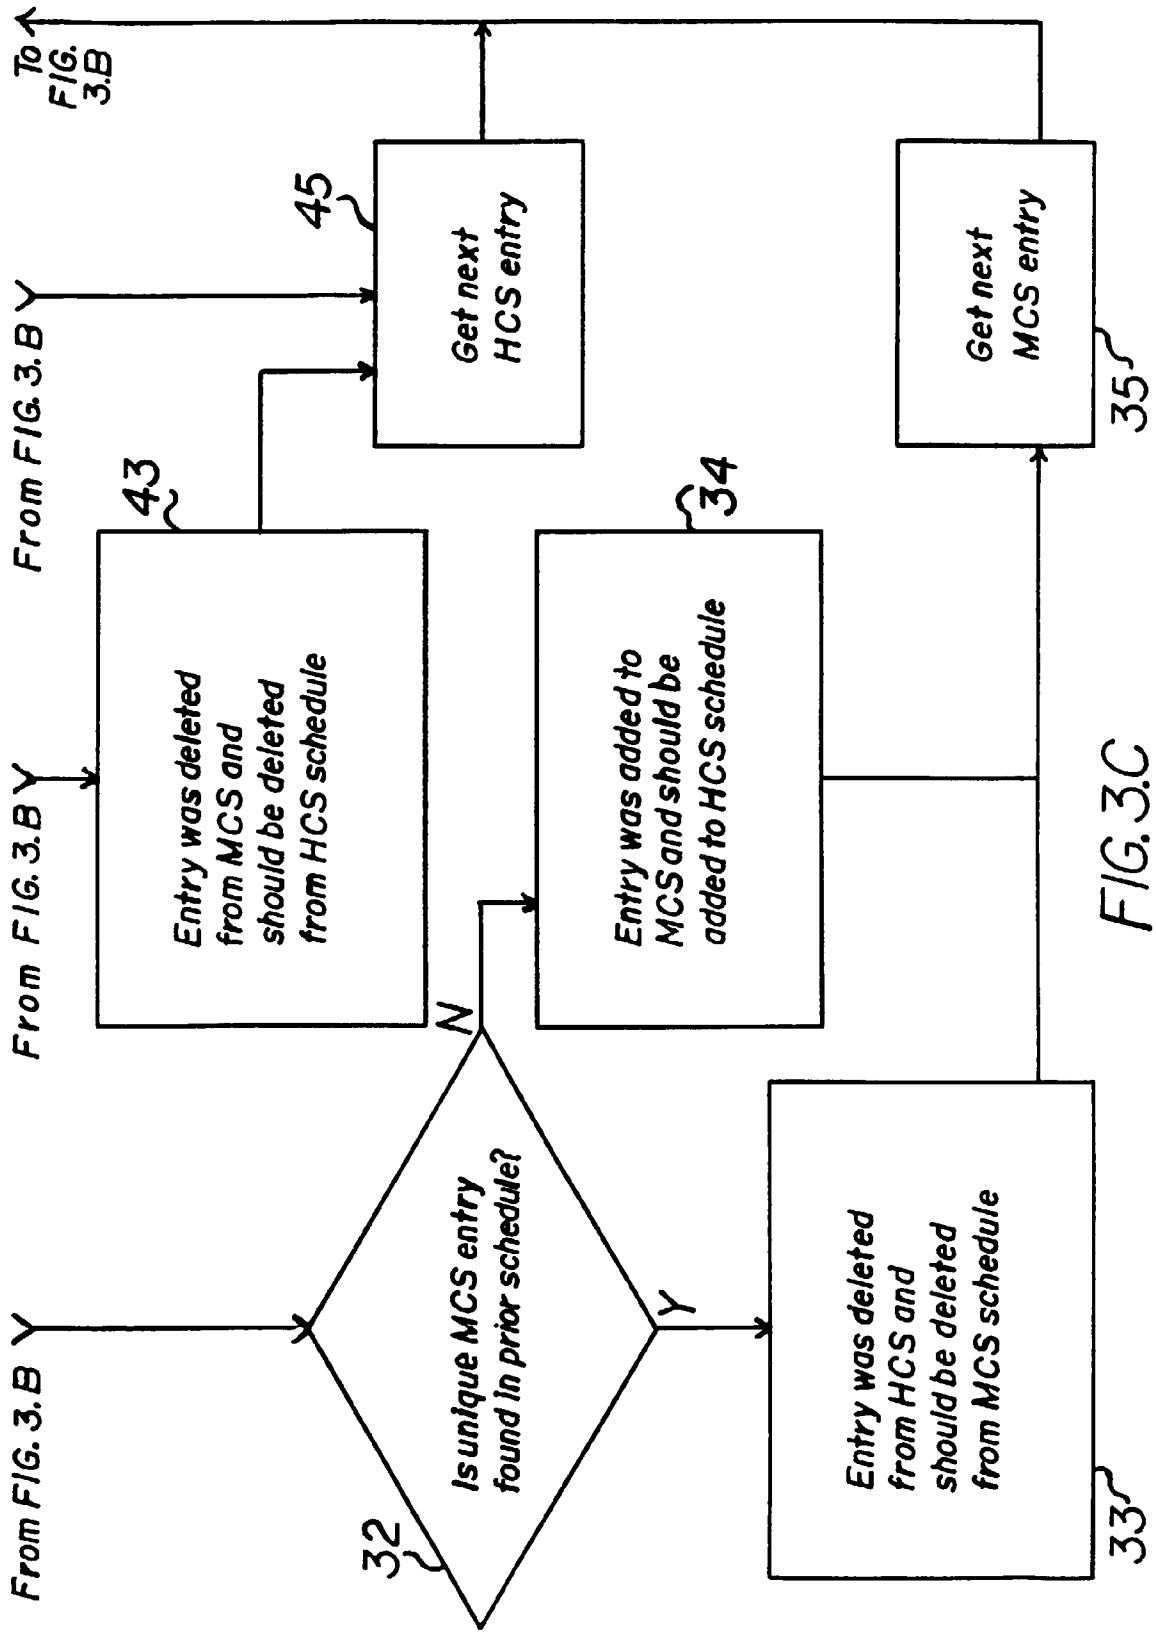 From FIG. 3.B
From FIG. 3.B
From FIG. 3.B
To
FIG.
3.B
32
Is unique MCS entry
found in prior schedule?
N
Y
43
Entry was deleted
from MCS and
should be deleted
from HCS schedule
45
Get next
HCS entry
34
Entry was added to
MCS and should be
added to HCS schedule
33
Entry was deleted
from HCS and
should be deleted
from MCS schedule
35
Get next
MCS entry
FIG. 3.C